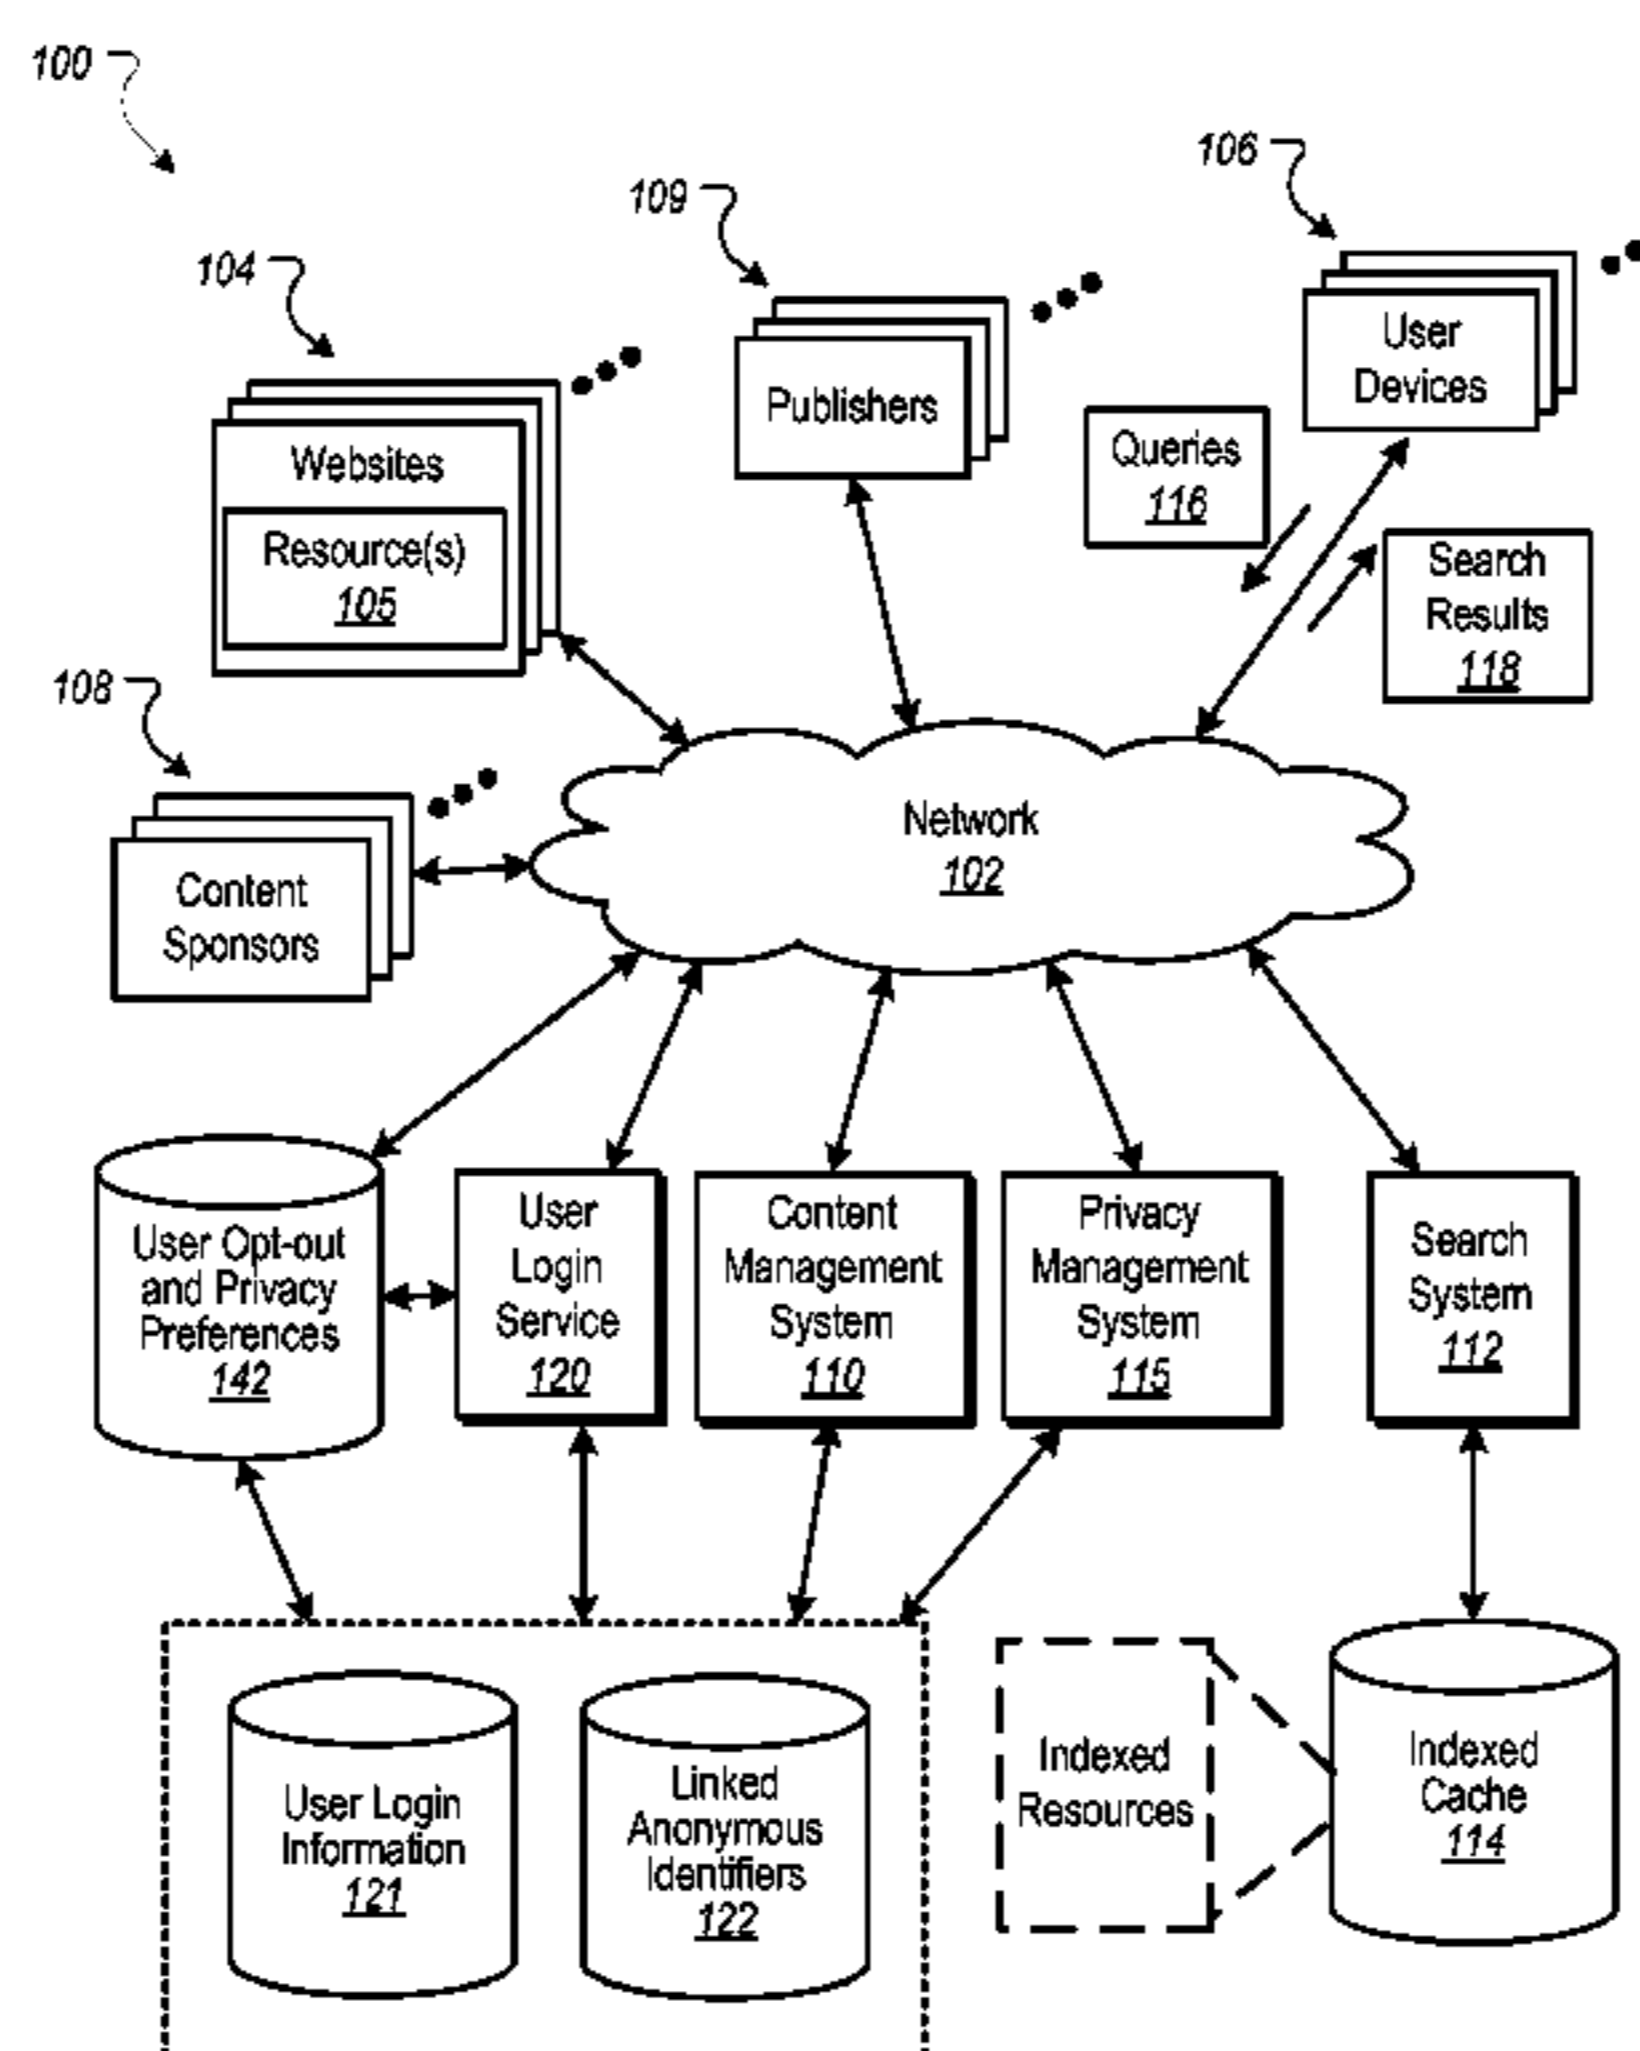 100
109
106
104
108
Websites
Resource(s)
105
Publishers
User
Devices
Queries
116
Search
Results
118
Content
Sponsors
Network
102
User Opt-out
and Privacy
Preferences
142
User
Login
Service
120
Content
Management
System
110
Privacy
Management
System
115
Search
System
112
User Login
Information
121
Linked
Anonymous
Identifiers
122
Indexed
Resources
Indexed
Cache
114